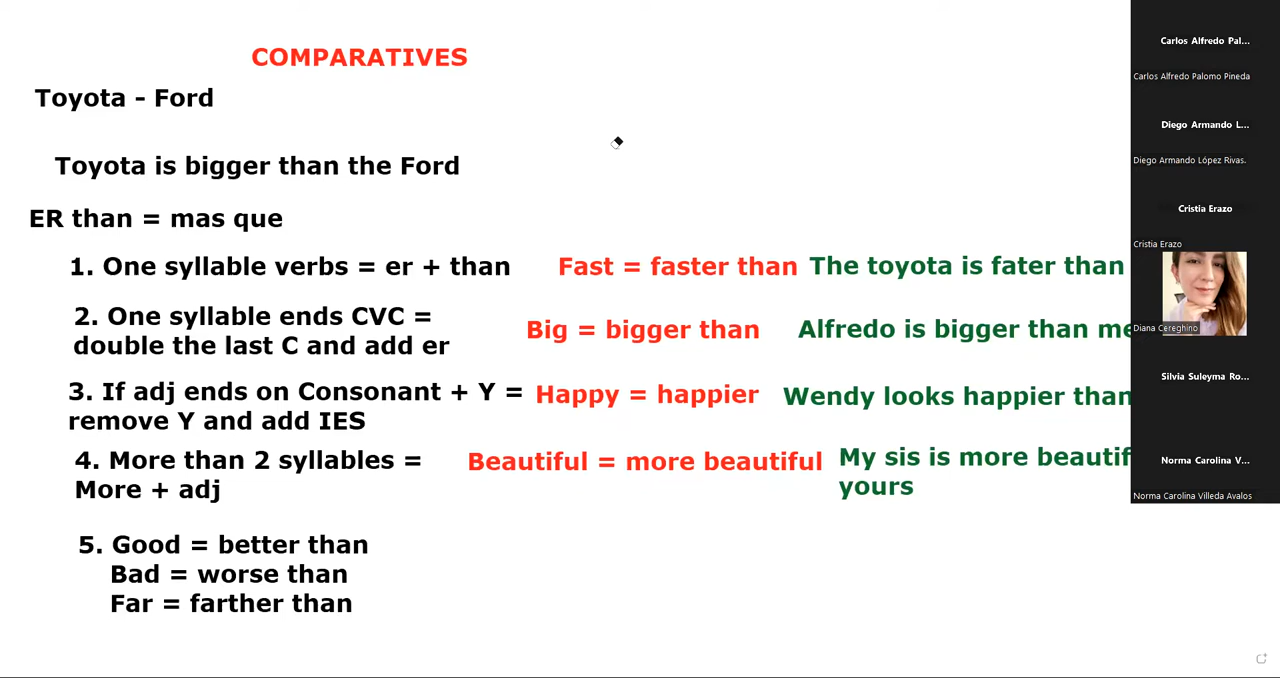 COMPARATIVES
Toyota - Ford
Toyota is bigger than the Ford
ER than = mas que
1. One syllable verbs = er + than
Fast = faster than
The toyota is fater than
2. One syllable ends CVC =
double the last C and add er
Big = bigger than
Alfredo is bigger than me
3. If adj ends on Consonant + Y =
remove Y and add IES
Happy = happier
Wendy looks happier than
4. More than 2 syllables =
More + adj
Beautiful = more beautiful
My sis is more
yours
5. Good = better than
Bad = worse than
Far = farther than
Carlos Alfredo Pal...
Carlos Alfredo Palomo Pineda
Diego Armando L...
Diego Armando López Rivas.
Cristia Erazo
Cristia Erazo
Diana Cereghino
Silvia Suleyma Ro...
Norma Carolina V...
Norma Carolina Villeda Avalos